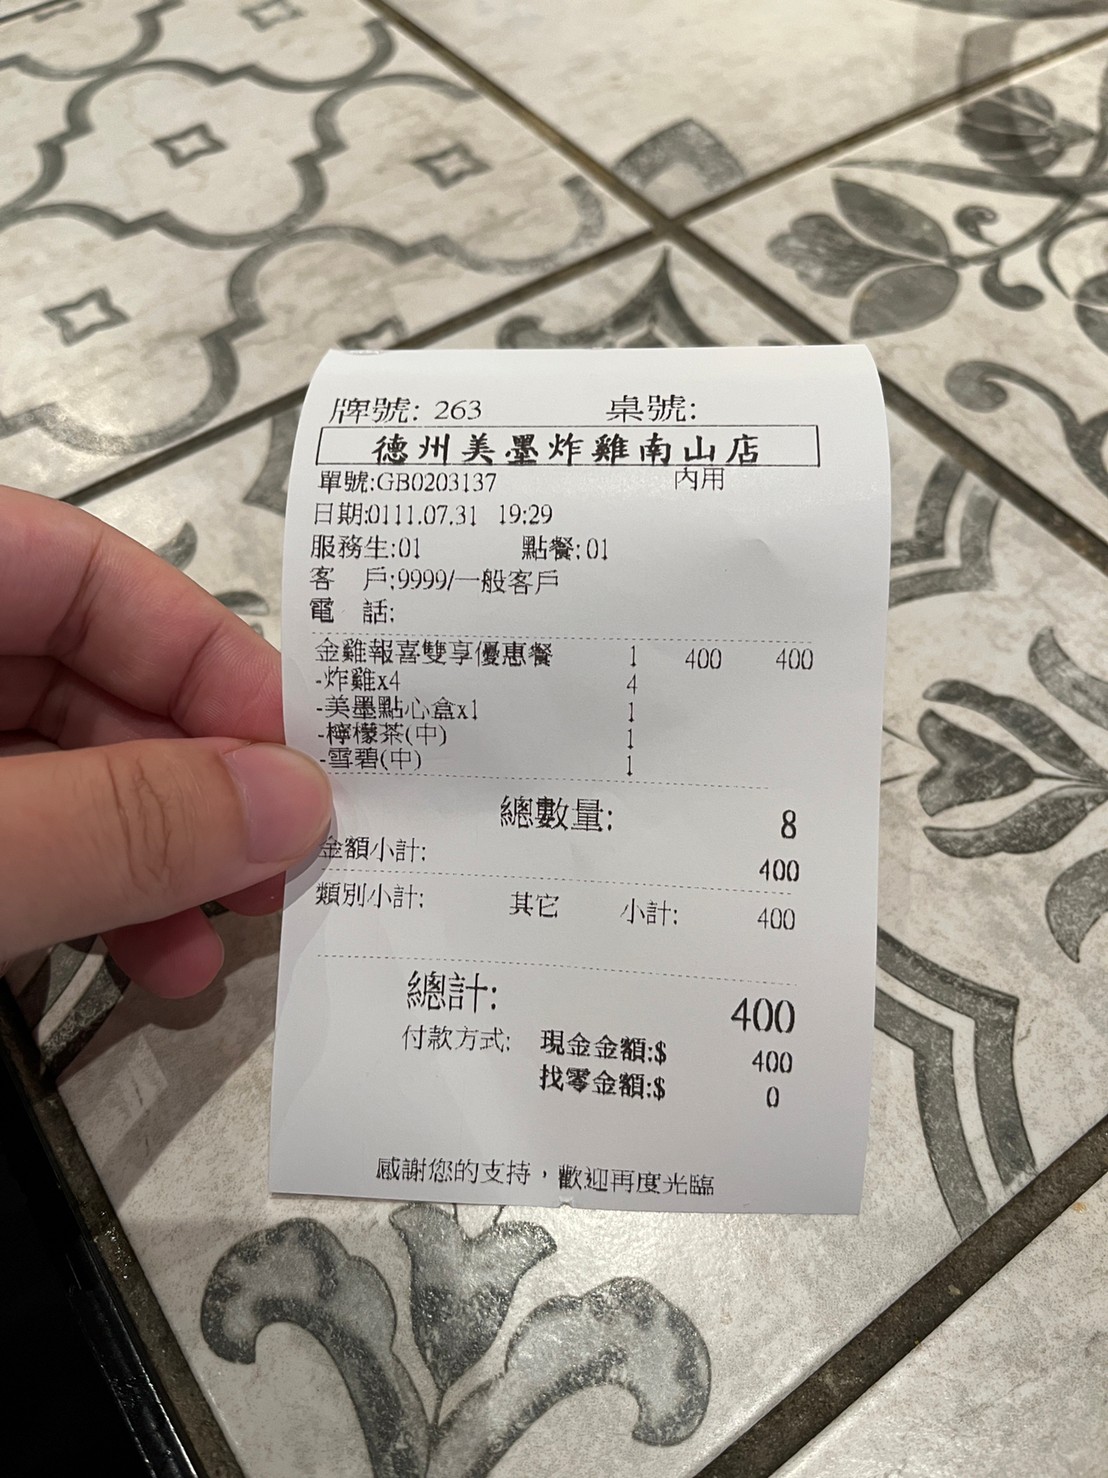 牌號: 263 桌號:
德州美墨炸雞南山店
單號:GB0203137 內用
日期:0111.07.31 19:29
服務生:01 點餐:01
客 戶:9999/一般客戶
電 話:
金雞報喜雙享優惠餐 1 400 400
-炸雞x4 4
-美墨點心盒x1 1
-檸檬茶(中) 1
-雪碧(中) 1
總數量: 8
金額小計: 400
類別小計: 其它 小計: 400
總計: 400
付款方式: 現金金額:$ 400
找零金額:$ 0
感謝您的支持，歡迎再度光臨